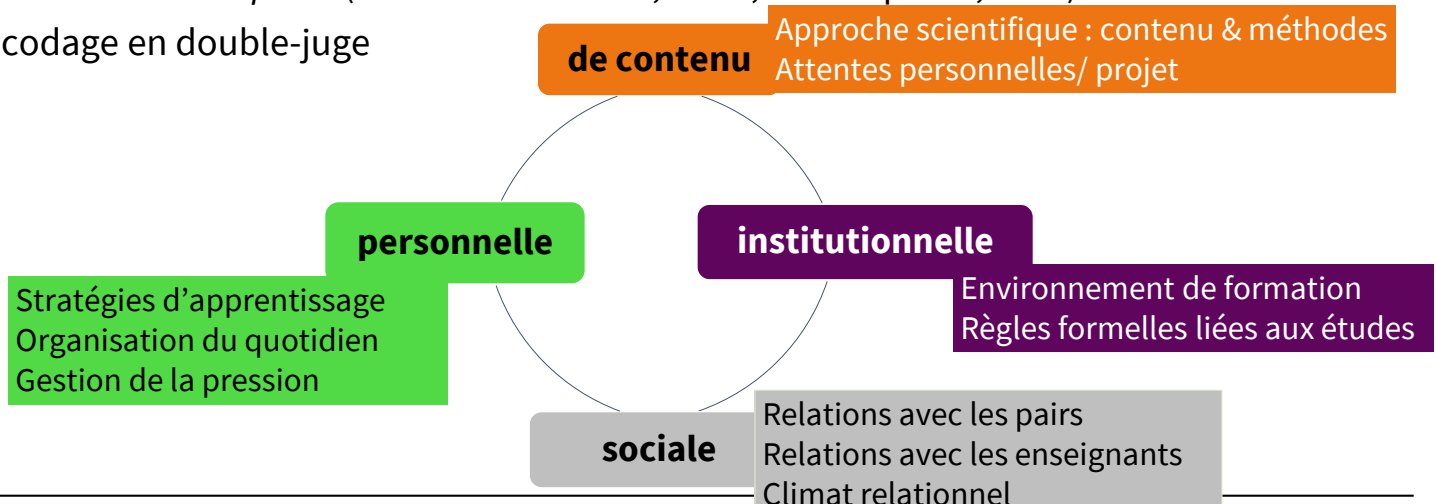 codage en double-juge
de contenu
Approche scientifique : contenu & méthodes
Attentes personnelles/ projet
personnelle
Stratégies d'apprentissage
Organisation du quotidien
Gestion de la pression
institutionnelle
Environnement de formation
Règles formelles liées aux études
sociale
Relations avec les pairs
Relations avec les enseignants
Climat relationnel